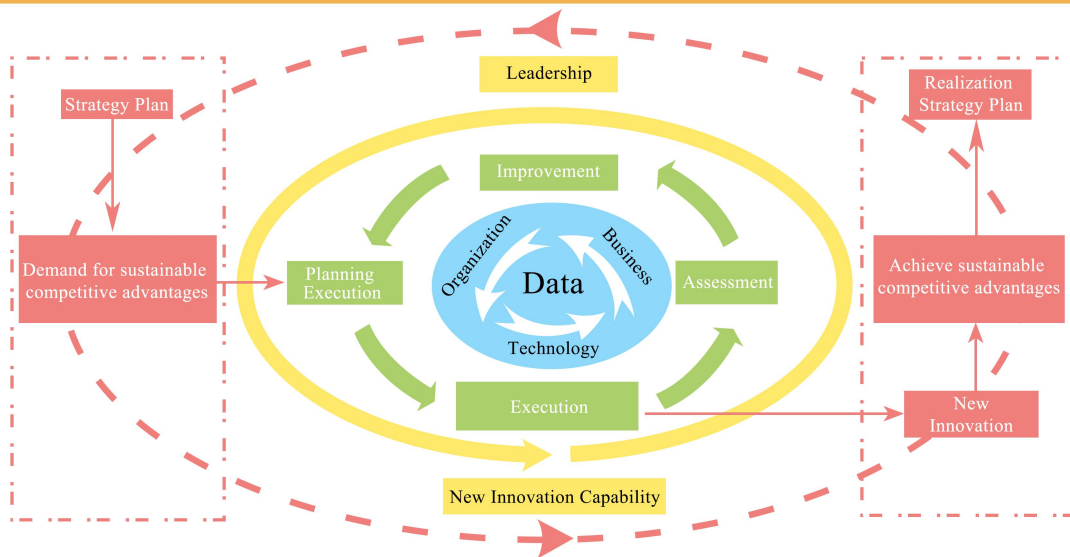 Leadership
Strategy Plan
Realization
Strategy Plan
Improvement
Organization
Business
Demand for sustainable
competitive advantages
Planning
Execution
Data
Assessment
Achieve sustainable
competitive advantages
Technology
Execution
New
Innovation
New Innovation Capability